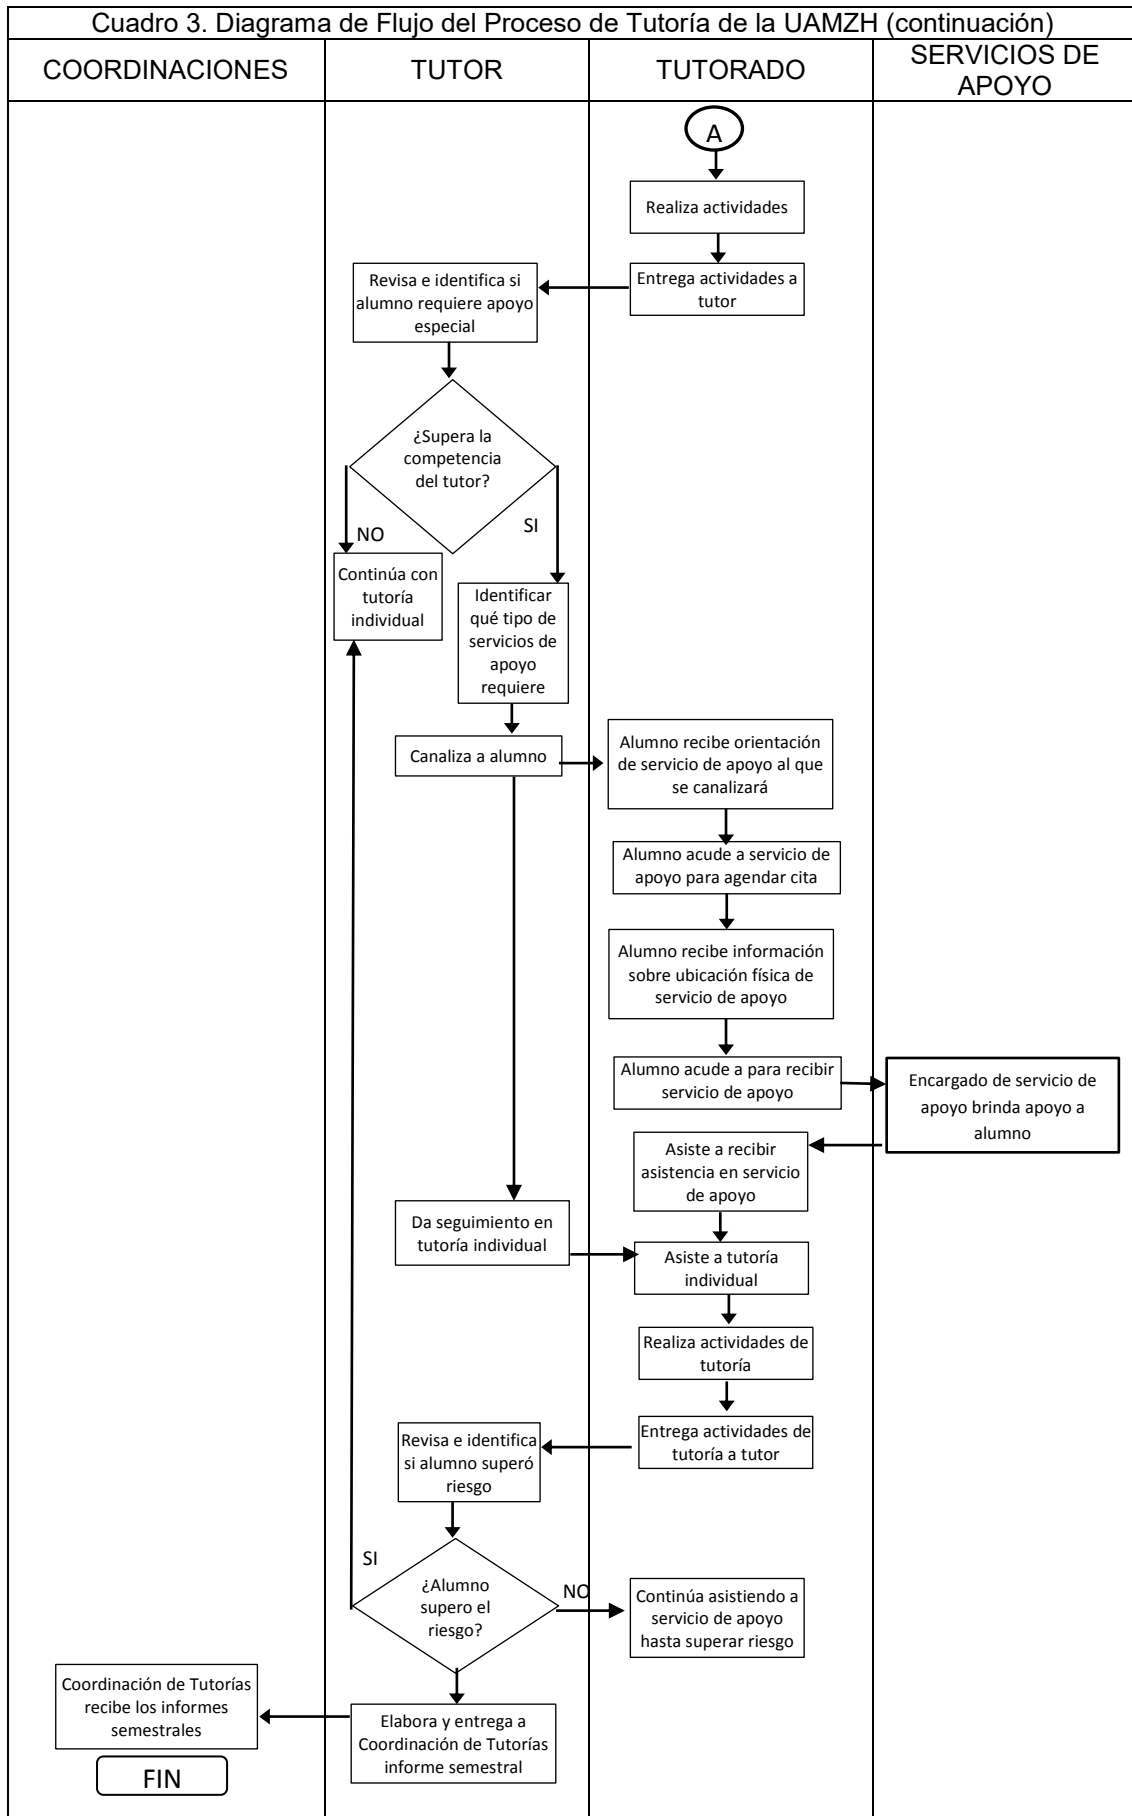 Cuadro 3. Diagrama de Flujo del Proceso de Tutoría de la UAMZH (continuación)
COORDINACIONES
TUTOR
TUTORADO
SERVICIOS DE
APOYO
A
Realiza actividades
Entrega actividades a
tutor
Revisa e identifica si
alumno requiere apoyo
especial
¿Supera la
competencia
del tutor?
NO
SI
Continúa con
tutoría
individual
Identificar
qué tipo de
servicios de
apoyo
requiere
Canaliza a alumno
Alumno recibe orientación
de servicio de apoyo al que
se canalizará
Alumno acude a servicio de
apoyo para agendar cita
Alumno recibe información
sobre ubicación física de
servicio de apoyo
Alumno acude a para recibir
servicio de apoyo
Encargado de servicio de
apoyo brinda apoyo a
alumno
Asiste a recibir
asistencia en servicio
de apoyo
Da seguimiento en
tutoría individual
Asiste a tutoría
individual
Realiza actividades de
tutoría
Entrega actividades de
tutoría a tutor
Revisa e identifica
si alumno superó
riesgo
SI
¿Alumno
supero el
riesgo?
NO
Continúa asistiendo a
servicio de apoyo
hasta superar riesgo
Elabora y entrega a
Coordinación de Tutorías
informe semestral
Coordinación de Tutorías
recibe los informes
semestrales
FIN